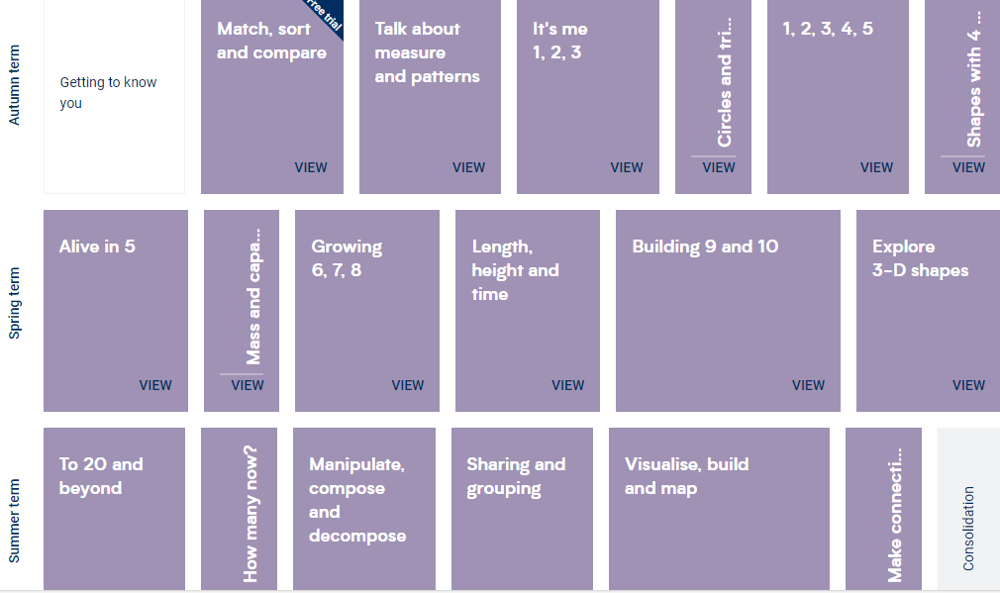 Autumn term
Getting to know
you
Free trial
Match, sort
and compare
VIEW
Talk about
measure
and patterns
VIEW
It's me
1, 2, 3
VIEW
Circles and tri...
VIEW
1, 2, 3, 4, 5
VIEW
Shapes with 4 ...
VIEW
Spring term
Alive in 5
VIEW
Mass and capa...
VIEW
Growing
6, 7, 8
VIEW
Length,
height and
time
VIEW
Building 9 and 10
VIEW
Explore
3-D shapes
VIEW
Summer term
To 20 and
beyond
How many now?
Manipulate,
compose
and
decompose
Sharing and
grouping
Visualise, build
and map
Make connecti...
Consolidation